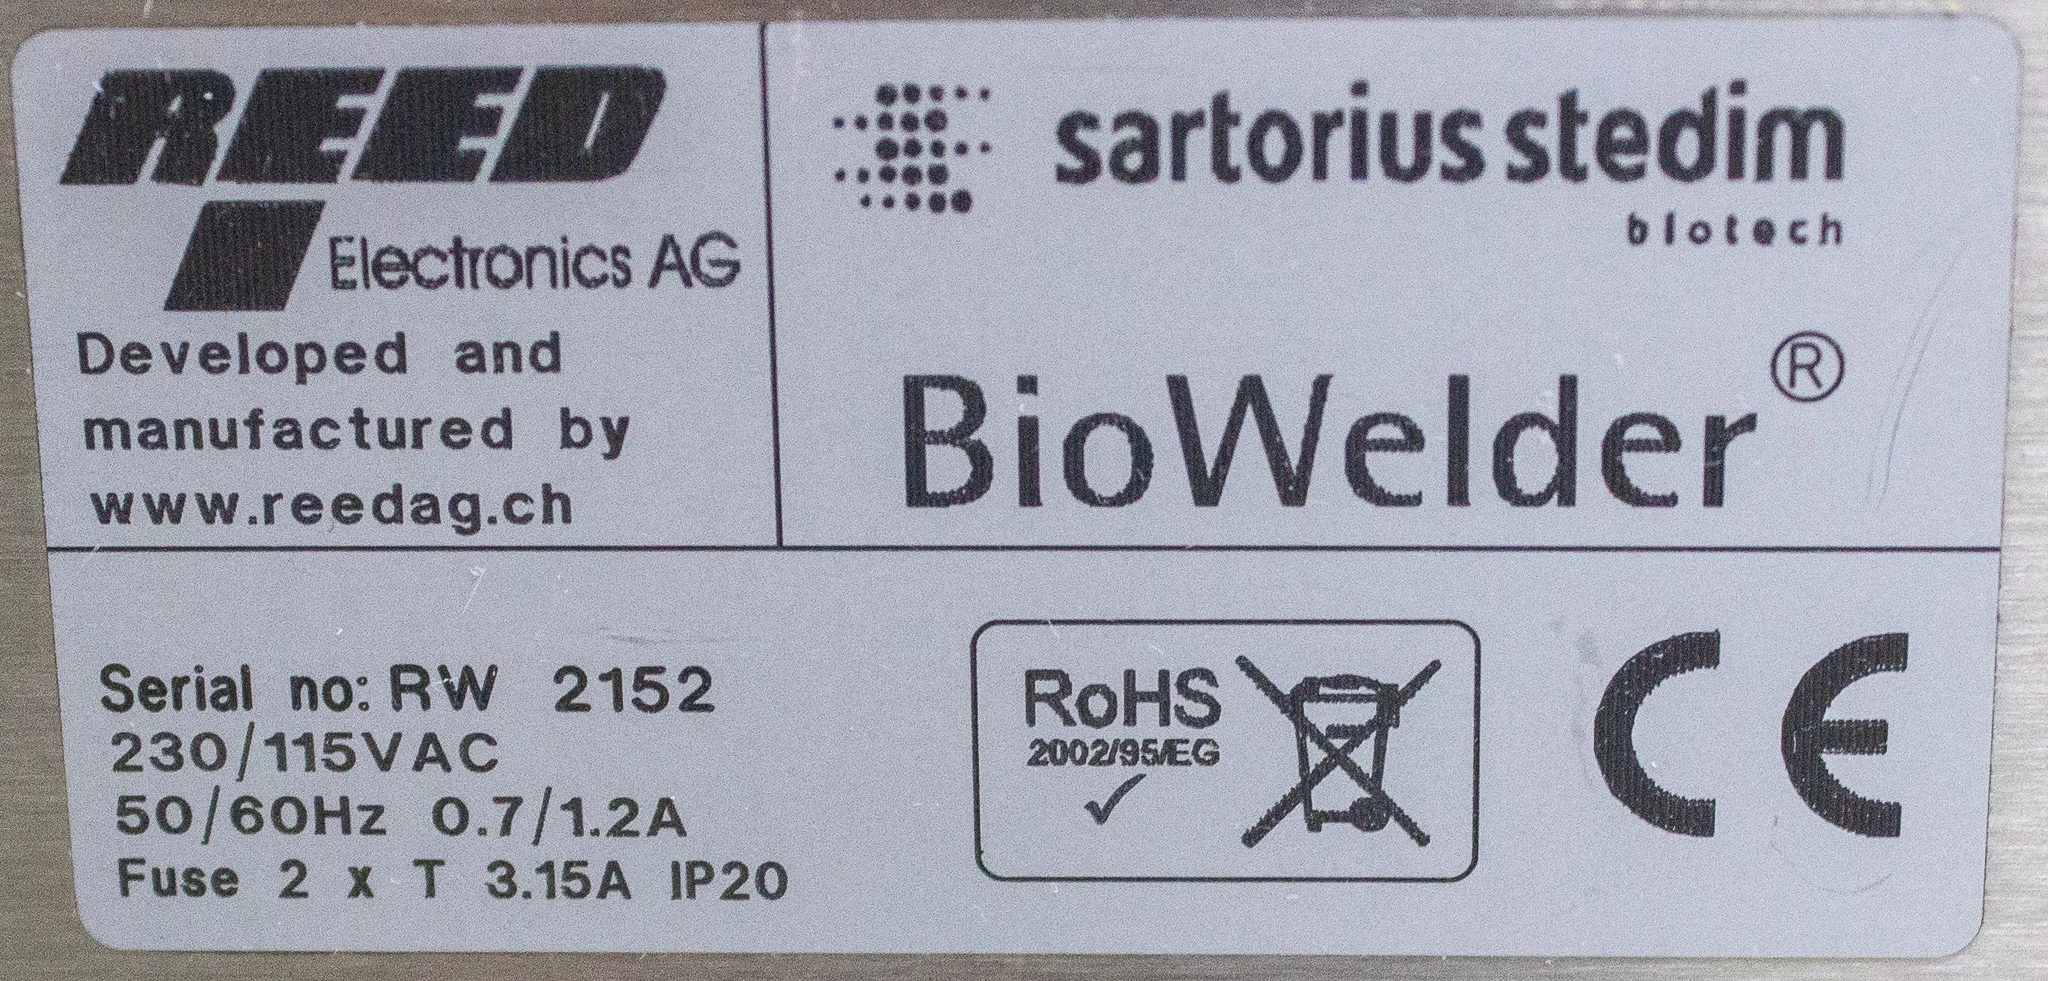 REED
Electronics AG
Developed and
manufactured by
www.reedag.ch
sartorius stedim
biotech
BioWelder®
Serial no: RW 2152
230/115VAC
50/60Hz 0.7/1.2A
Fuse 2 x T 3.15A IP20
RoHS
2002/95/EG
CE